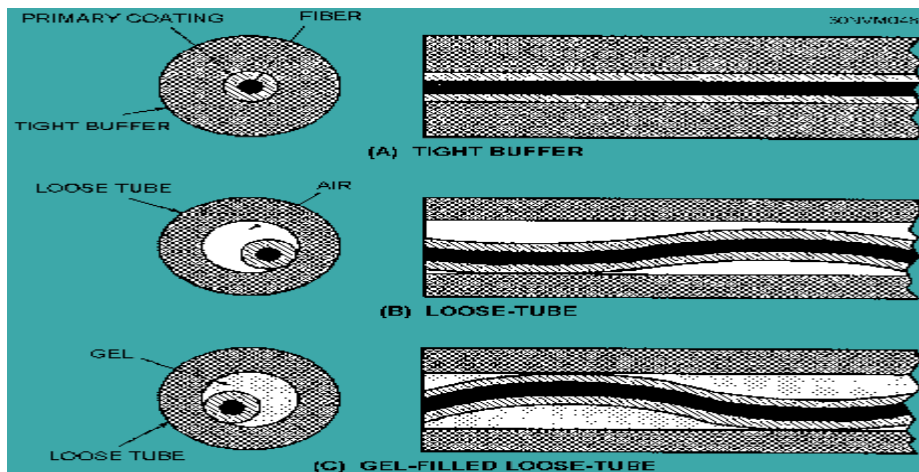 PRIMARY COATING
FIBER
TIGHT BUFFER
(A) TIGHT BUFFER
LOOSE TUBE
AIR
(B) LOOSE-TUBE
GEL
LOOSE TUBE
(C) GEL-FILLED LOOSE-TUBE